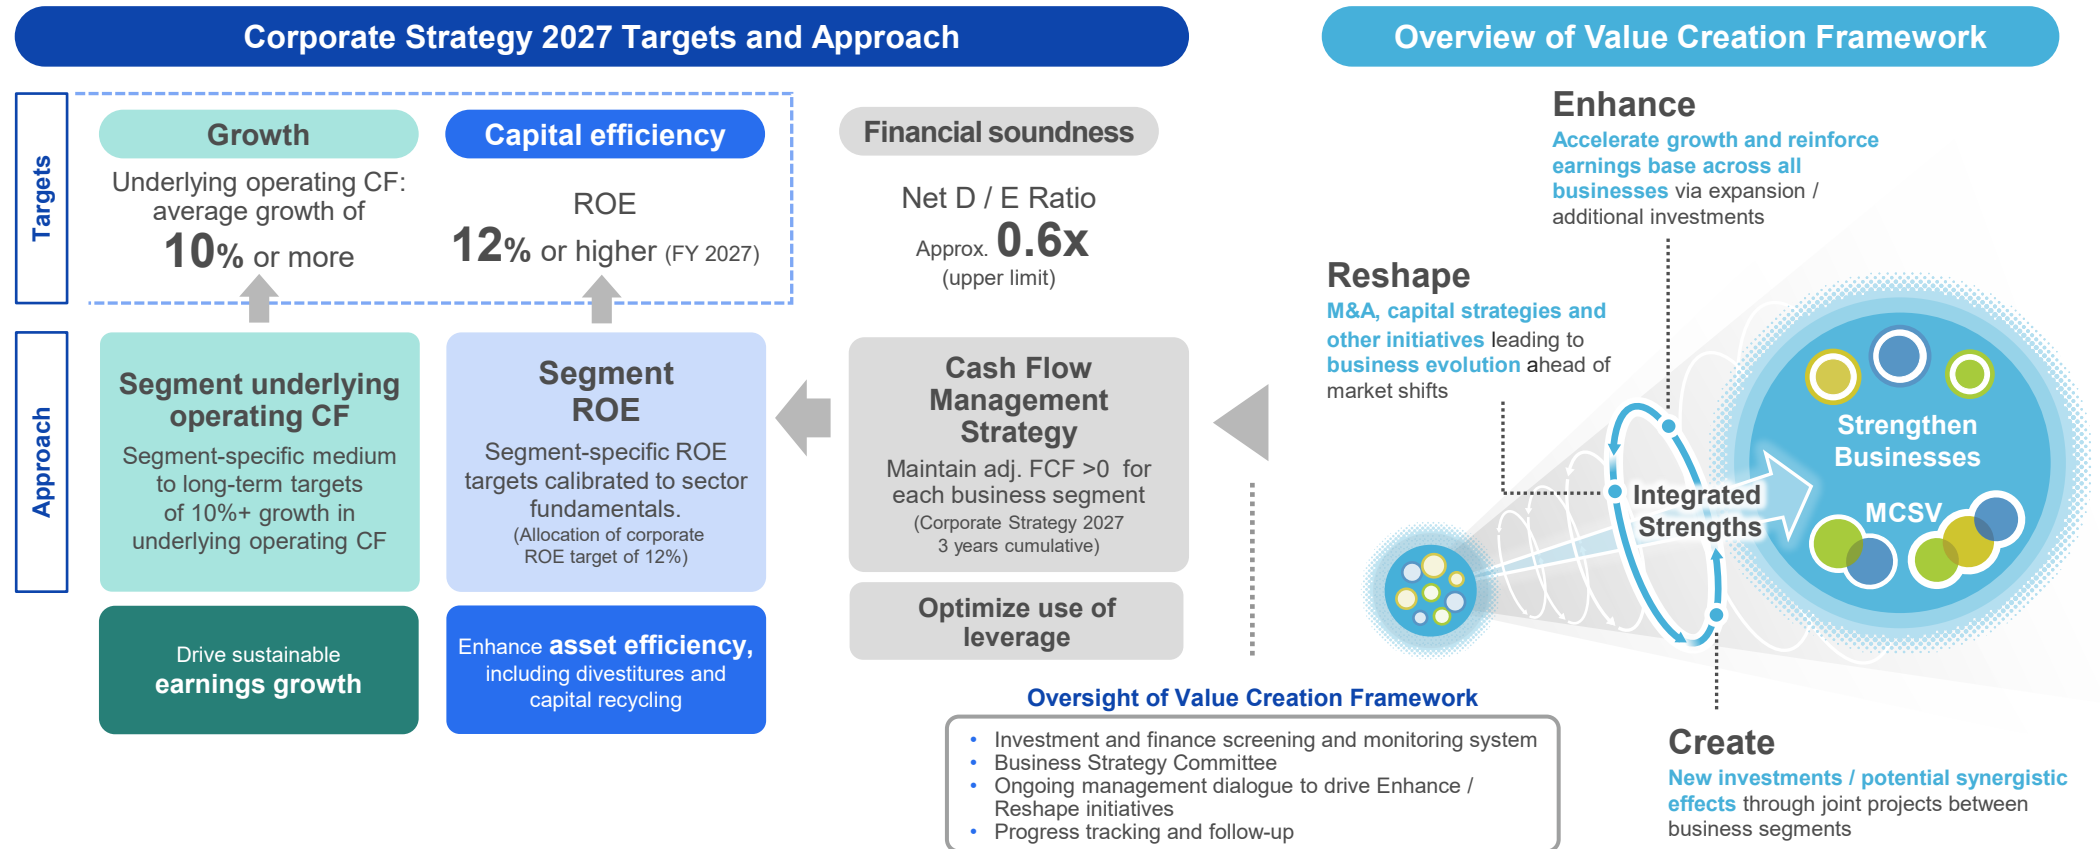 Corporate Strategy 2027 Targets and Approach
Targets
Growth
Underlying operating CF:
average growth of
10% or more
Capital efficiency
ROE
12% or higher (FY 2027)
Financial soundness
Net D / E Ratio
Approx. 0.6x
(upper limit)
Approach
Segment underlying
operating CF
Segment-specific medium
to long-term targets
of 10%+ growth in
underlying operating CF
Segment
ROE
Segment-specific ROE
targets calibrated to sector
fundamentals.
(Allocation of corporate
ROE target of 12%)
Cash Flow
Management
Strategy
Maintain adj. FCF >0 for
each business segment
(Corporate Strategy 2027
3 years cumulative)
Drive sustainable
earnings growth
Enhance asset efficiency,
including divestitures and
capital recycling
Optimize use of
leverage
Oversight of Value Creation Framework
• Investment and finance screening and monitoring system
• Business Strategy Committee
• Ongoing management dialogue to drive Enhance /
Reshape initiatives
• Progress tracking and follow-up
Overview of Value Creation Framework
Enhance
Accelerate growth and reinforce
earnings base across all
businesses via expansion /
additional investments
Reshape
M&A, capital strategies and
other initiatives leading to
business evolution ahead of
market shifts
Integrated
Strengths
Strengthen
Businesses
MCSV
Create
New investments / potential synergistic
effects through joint projects between
business segments